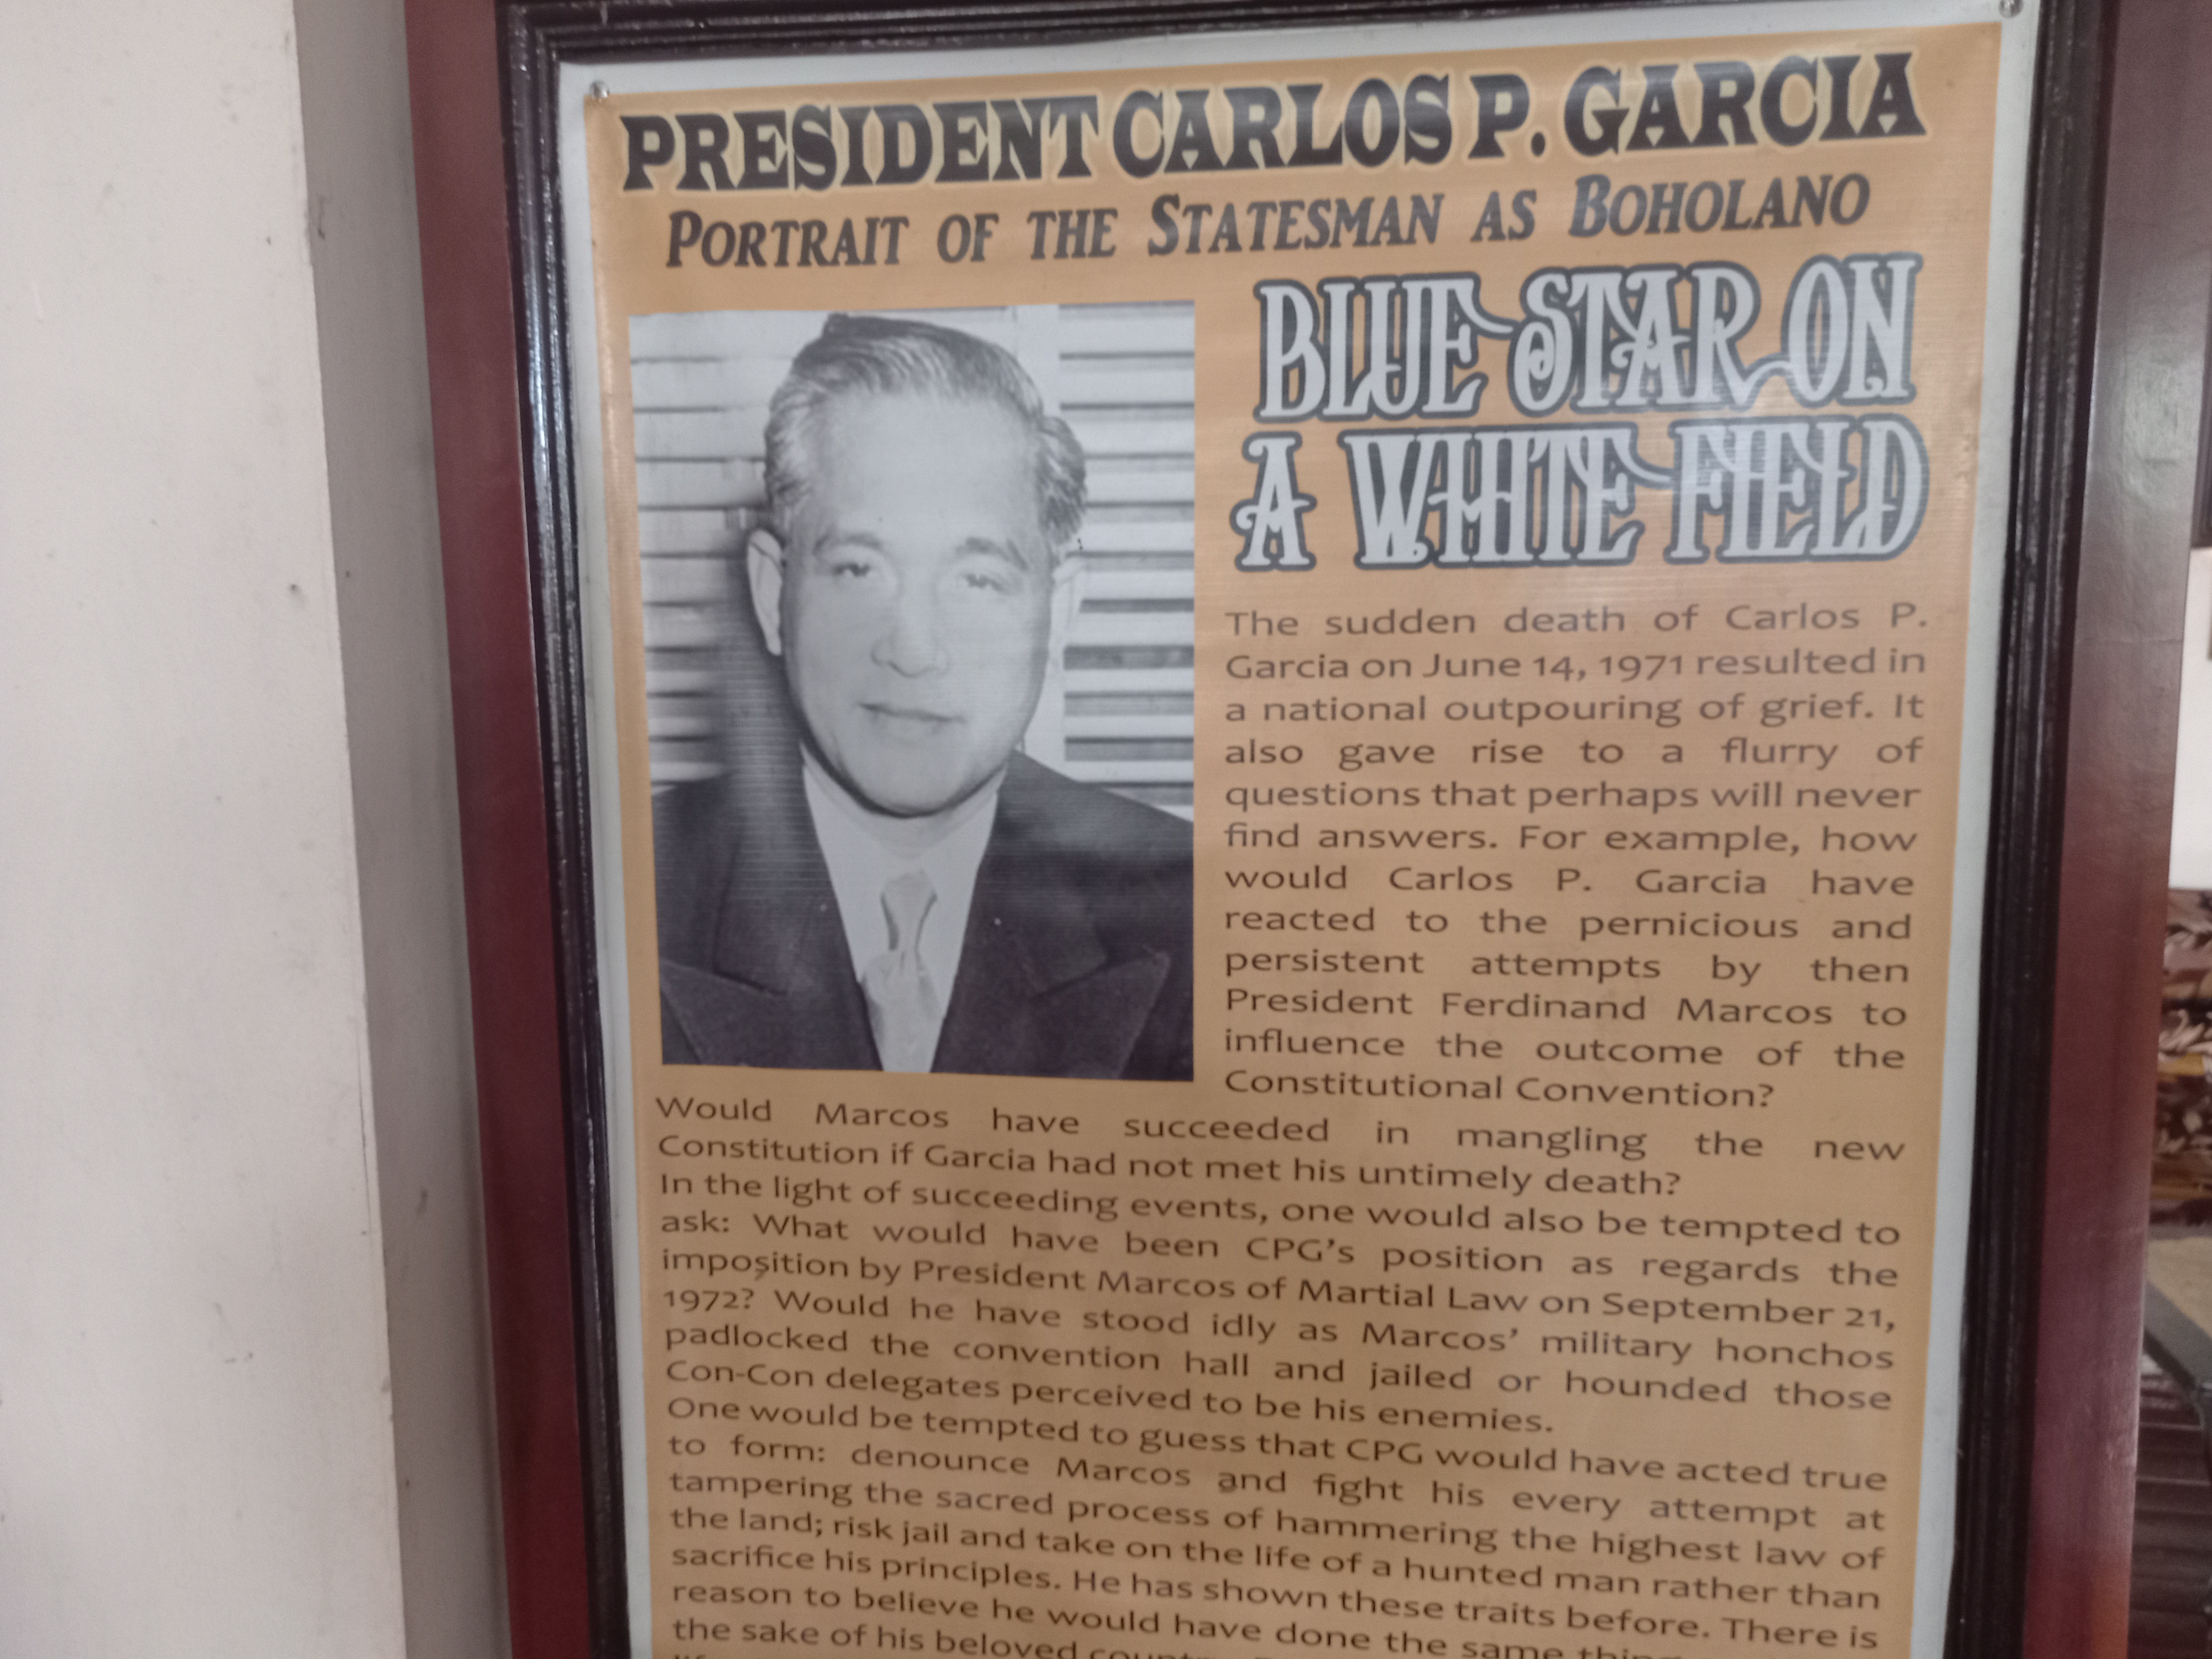 PRESIDENT CARLOS P. GARCIA
PORTRAIT OF THE STATESMAN AS BOHOLANO
BLUE STAR ON
A WHITE FIELD
The sudden death of Carlos P.
Garcia on June 14, 1971 resulted in
a national outpouring of grief. It
also gave rise to a flurry of
questions that perhaps will never
find answers. For example, how
would Carlos P. Garcia have
reacted to the pernicious and
persistent attempts by then
President Ferdinand Marcos to
influence the outcome of the
Constitutional Convention?
Would Marcos have succeeded in mangling the new
Constitution if Garcia had not met his untimely death?
In the light of succeeding events, one would also be tempted to
ask: What would have been CPG's position as regards the
imposition by President Marcos of Martial Law on September 21,
1972? Would he have stood idly as Marcos' military honchos
padlocked the convention hall and jailed or hounded those
Con-Con delegates perceived to be his enemies.
One would be tempted to guess that CPG would have acted true
to form: denounce Marcos and fight his every attempt at
tampering the sacred process of hammering the highest law of
the land; risk jail and take on the life of a hunted man rather than
sacrifice his principles. He has shown these traits before. There is
reason to believe he would have done the same thing
the sake of his beloved